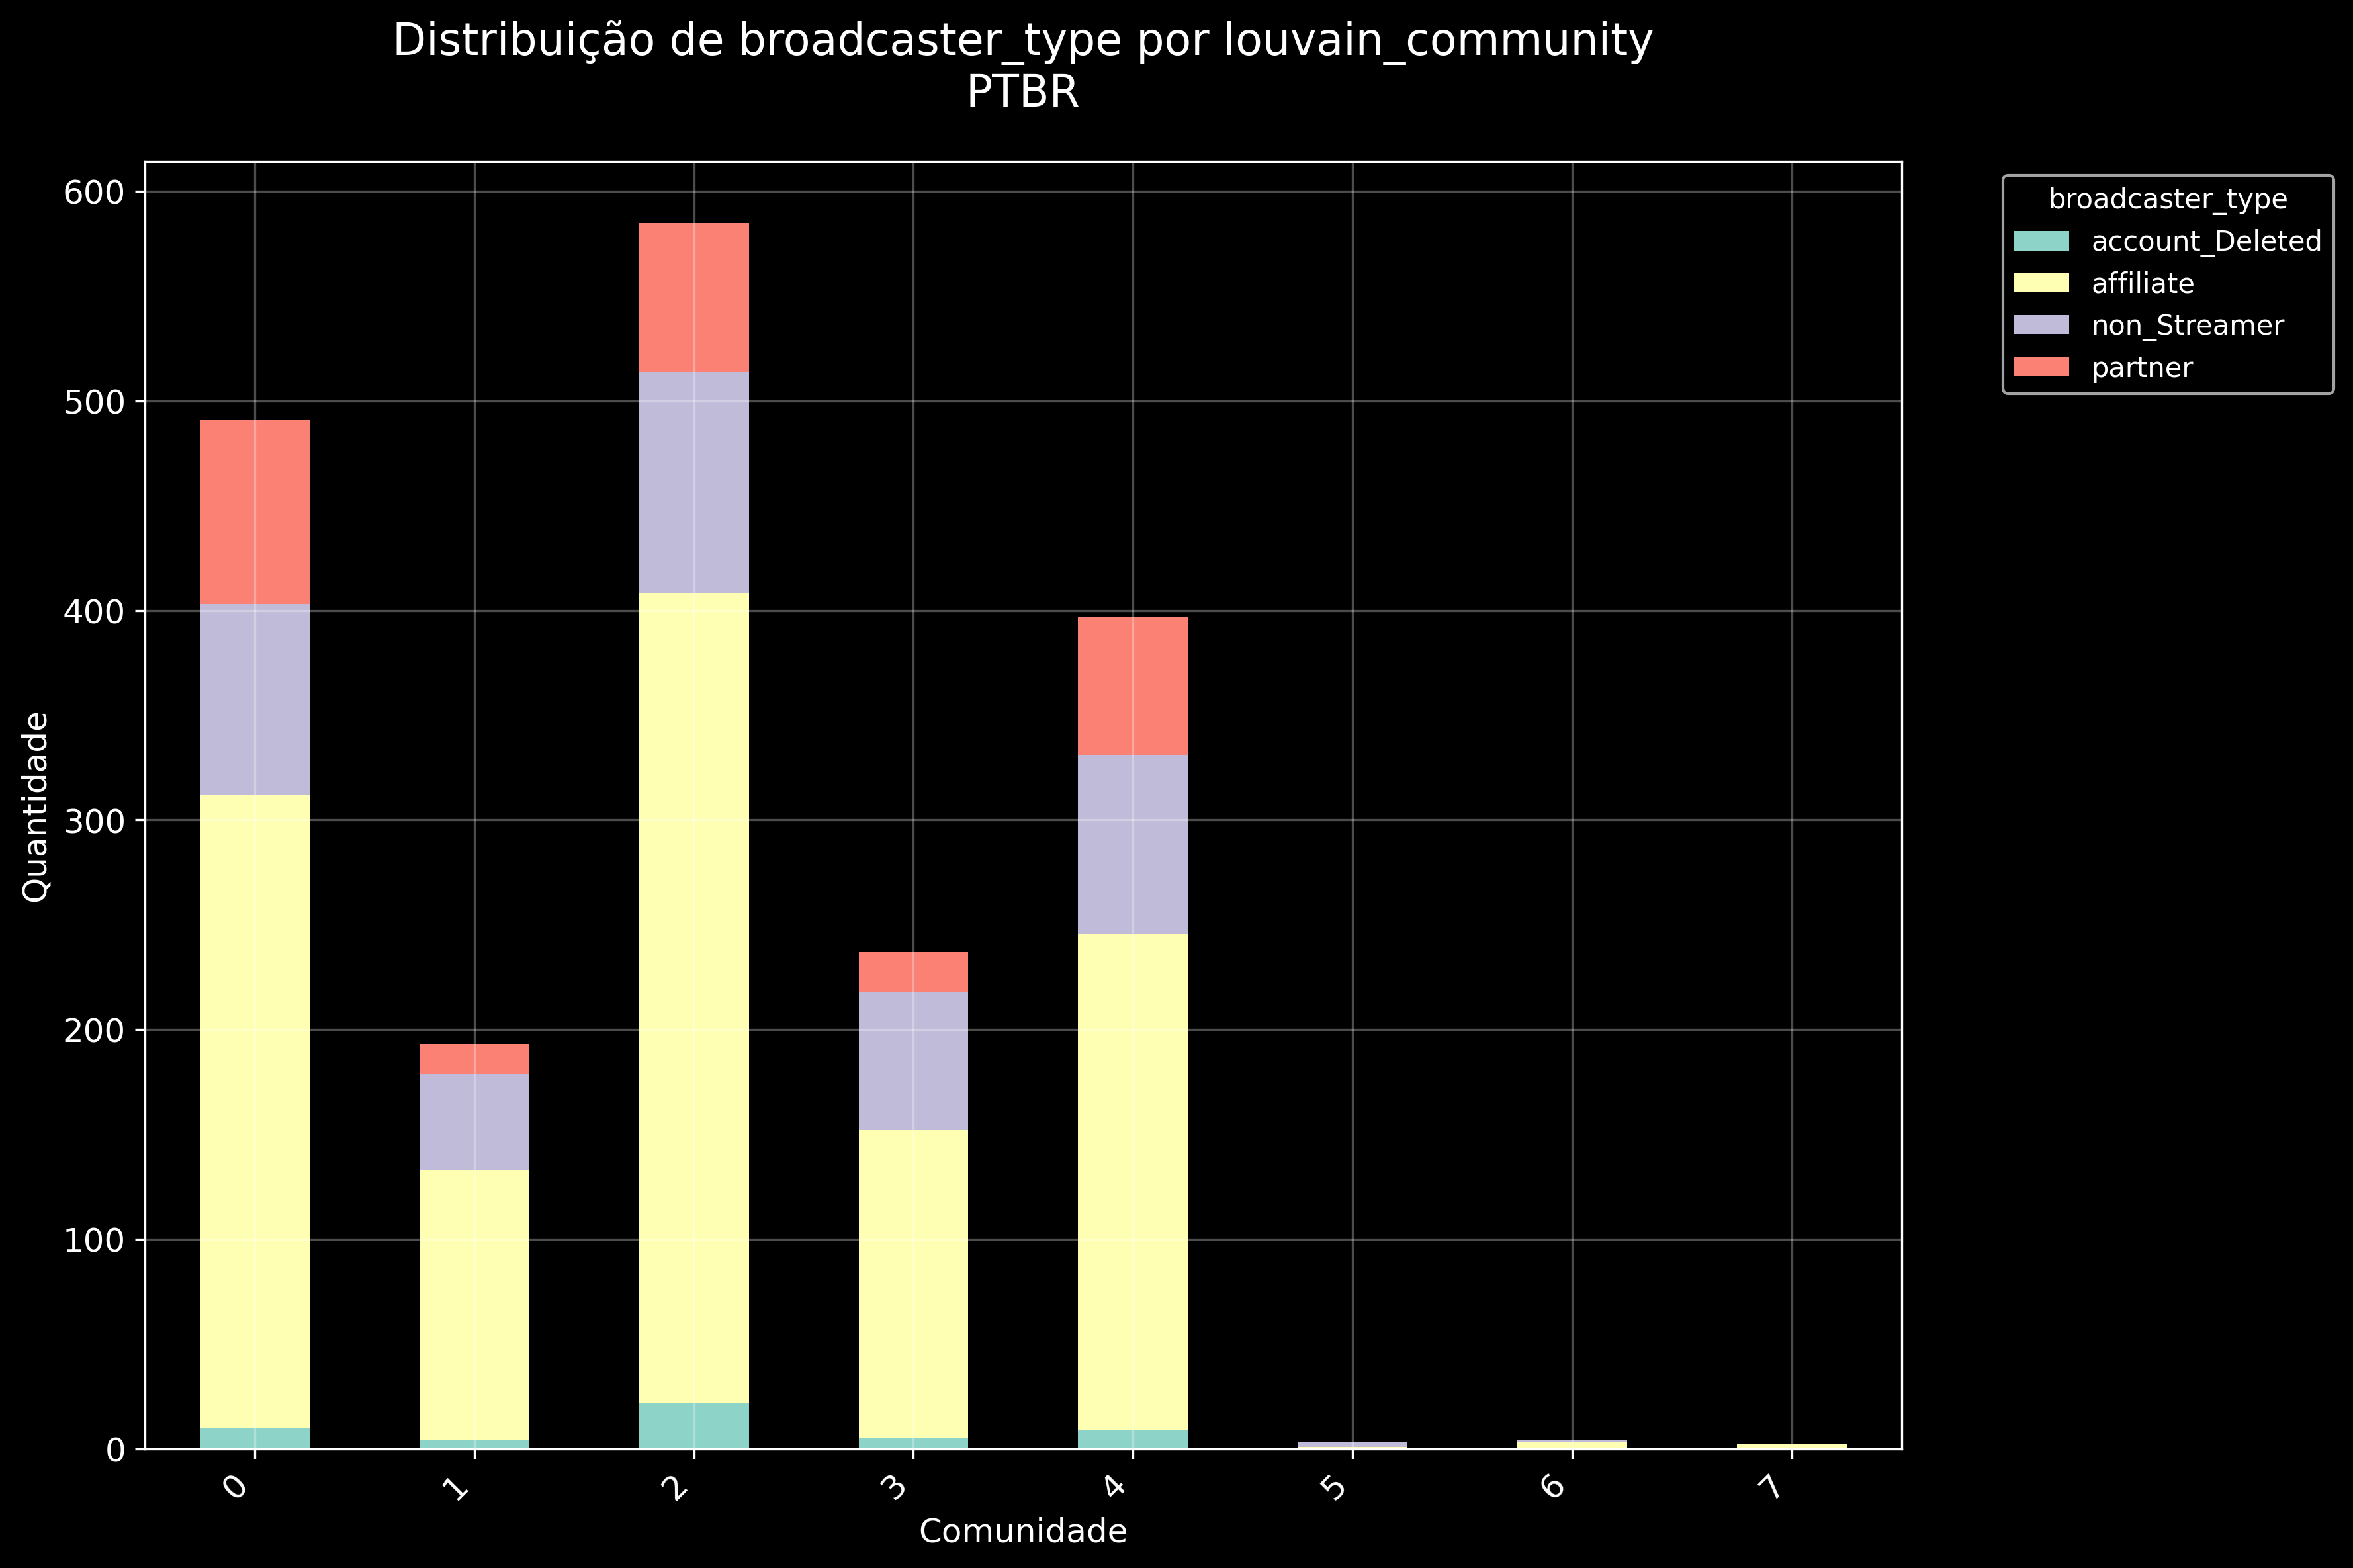 Distribuição de broadcaster_type por louvain_community
PTBR
broadcaster_type
account_Deleted
affiliate
non_Streamer
partner
Quantidade
600
500
400
300
200
100
0
0
1
2
3
4
5
6
7
Comunidade